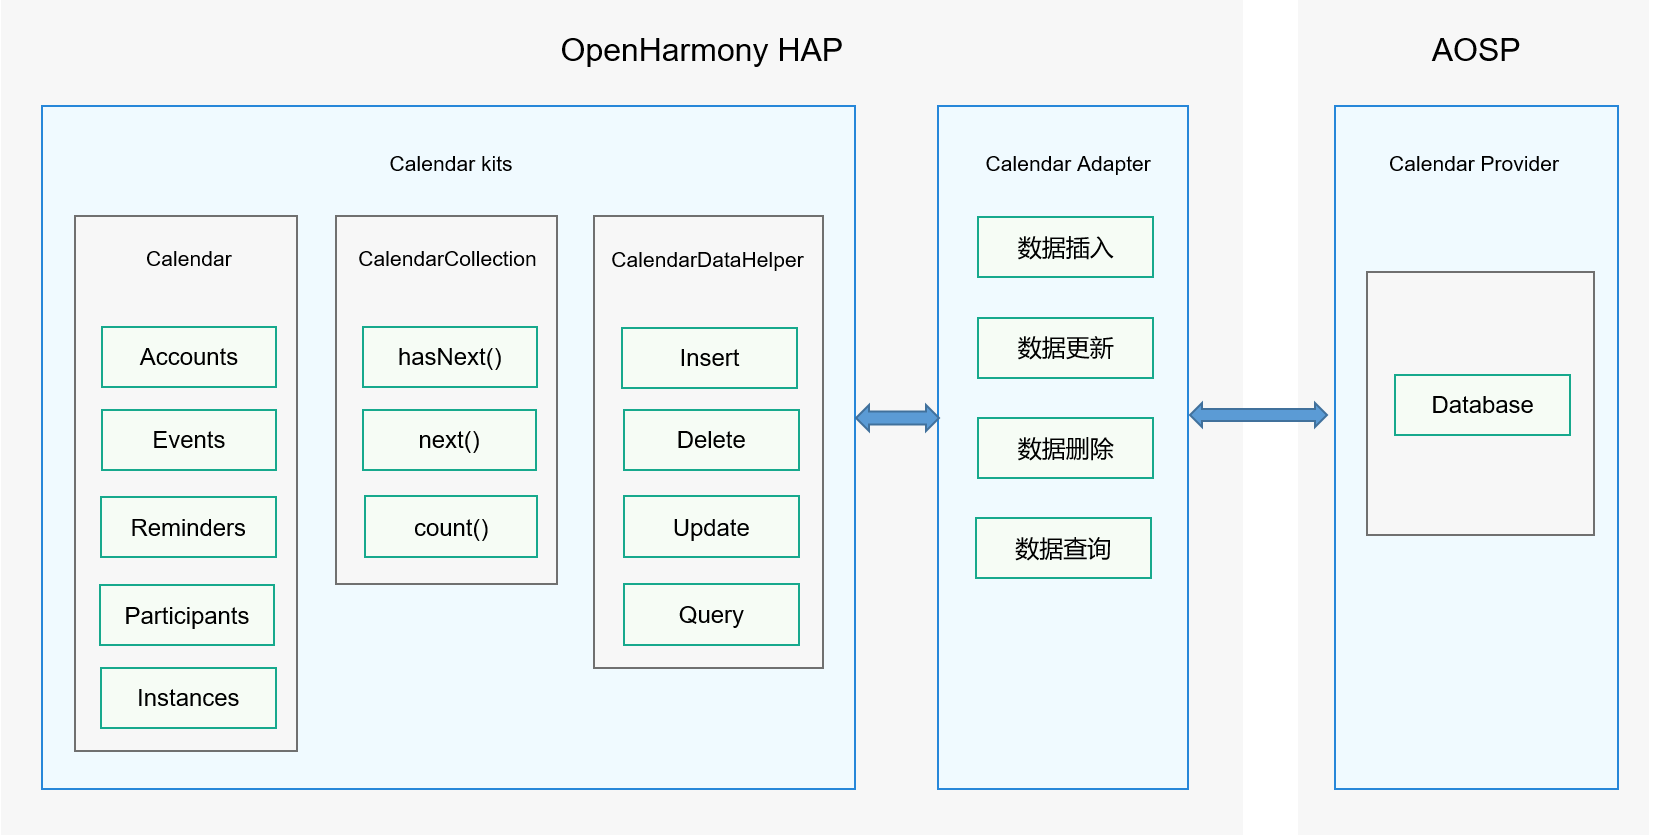 OpenHarmony HAP
AOSP
Calendar kits
Calendar
Accounts
Events
Reminders
Participants
Instances
CalendarCollection
hasNext()
next()
count()
CalendarDataHelper
Insert
Delete
Update
Query
Calendar Adapter
数据插入
数据更新
数据删除
数据查询
Calendar Provider
Database